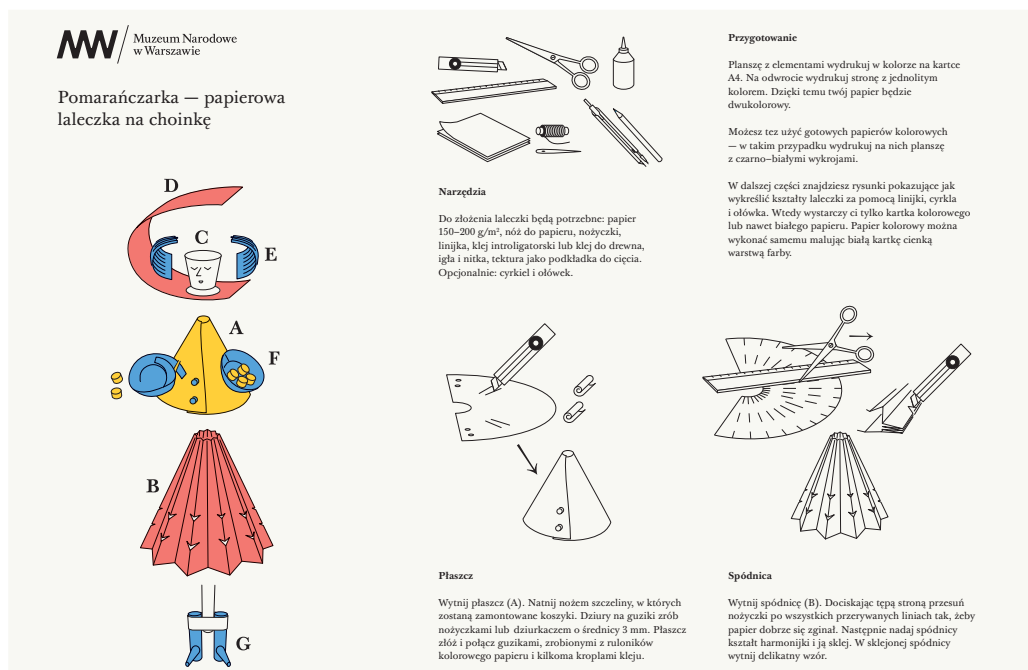 Muzeum Narodowe
w Warszawie
Pomarańczarka — papierowa
laleczka na choinkę
D
C
E
A
F
B
G
Narzędzia
Do złożenia laleczki będą potrzebne: papier
150–200 g/m², nóż do papieru, nożyczki,
linijka, klej introligatorski lub klej do drewna,
igła i nitka, tektura jako podkładka do cięcia.
Opcjonalnie: cyrkiel i ołówek.
Przygotowanie
Planszę z elementami wydrukuj w kolorze na kartce
A4. Na odwrocie wydrukuj stronę z jednolitym
kolorem. Dzięki temu twój papier będzie
dwukolorowy.
Możesz tez użyć gotowych papierów kolorowych
— w takim przypadku wydrukuj na nich planszę
z czarno–białymi wykrojami.
W dalszej części znajdziesz rysunki pokazujące jak
wykreślić kształty laleczki za pomocą linijki, cyrkla
i ołówka. Wtedy wystarczy ci tylko kartka kolorowego
lub nawet białego papieru. Papier kolorowy można
wykonać samemu malując białą kartkę cienką
warstwą farby.
Płaszcz
Wytnij płaszcz (A). Natnij nożem szczeliny, w których
zostaną zamontowane koszyki. Dziury na guziki zrób
nożyczkami lub dziurkaczem o średnicy 3 mm. Płaszcz
złóż i połącz guzikami, zrobionymi z ruloników
kolorowego papieru i kilkoma kroplami kleju.
Spódnica
Wytnij spódnicę (B). Dociskając tępą stroną przesuń
nożyczki po wszystkich przerywanych liniach tak, żeby
papier dobrze się zginał. Następnie nadaj spódnicy
kształt harmonijki i ją sklej. W sklejonej spódnicy
wytnij delikatny wzór.